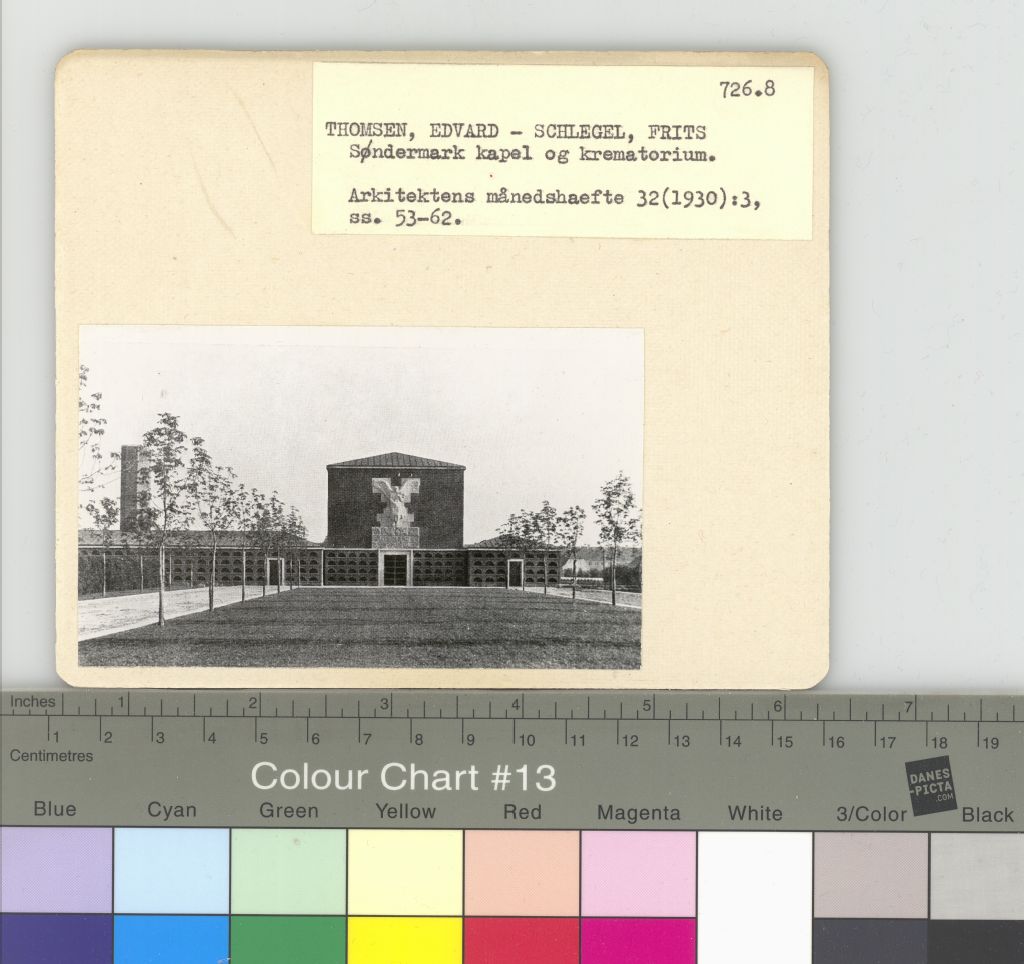 726.8
THOMSEN, EDVARD - SCHLEGEL, FRITS
Søndermark kapel og krematorium.
Arkitektens månedshaefte 32(1930):3,
ss. 53-62.
Inches 1 2 3 4 5 6 7
1 2 3 4 5 6 7 8 9 10 11 12 13 14 15 16 17 18 19
Centimetres
Colour Chart #13
DANES
-PICTA
.COM
Blue Cyan Green Yellow Red Magenta White 3/Color Black